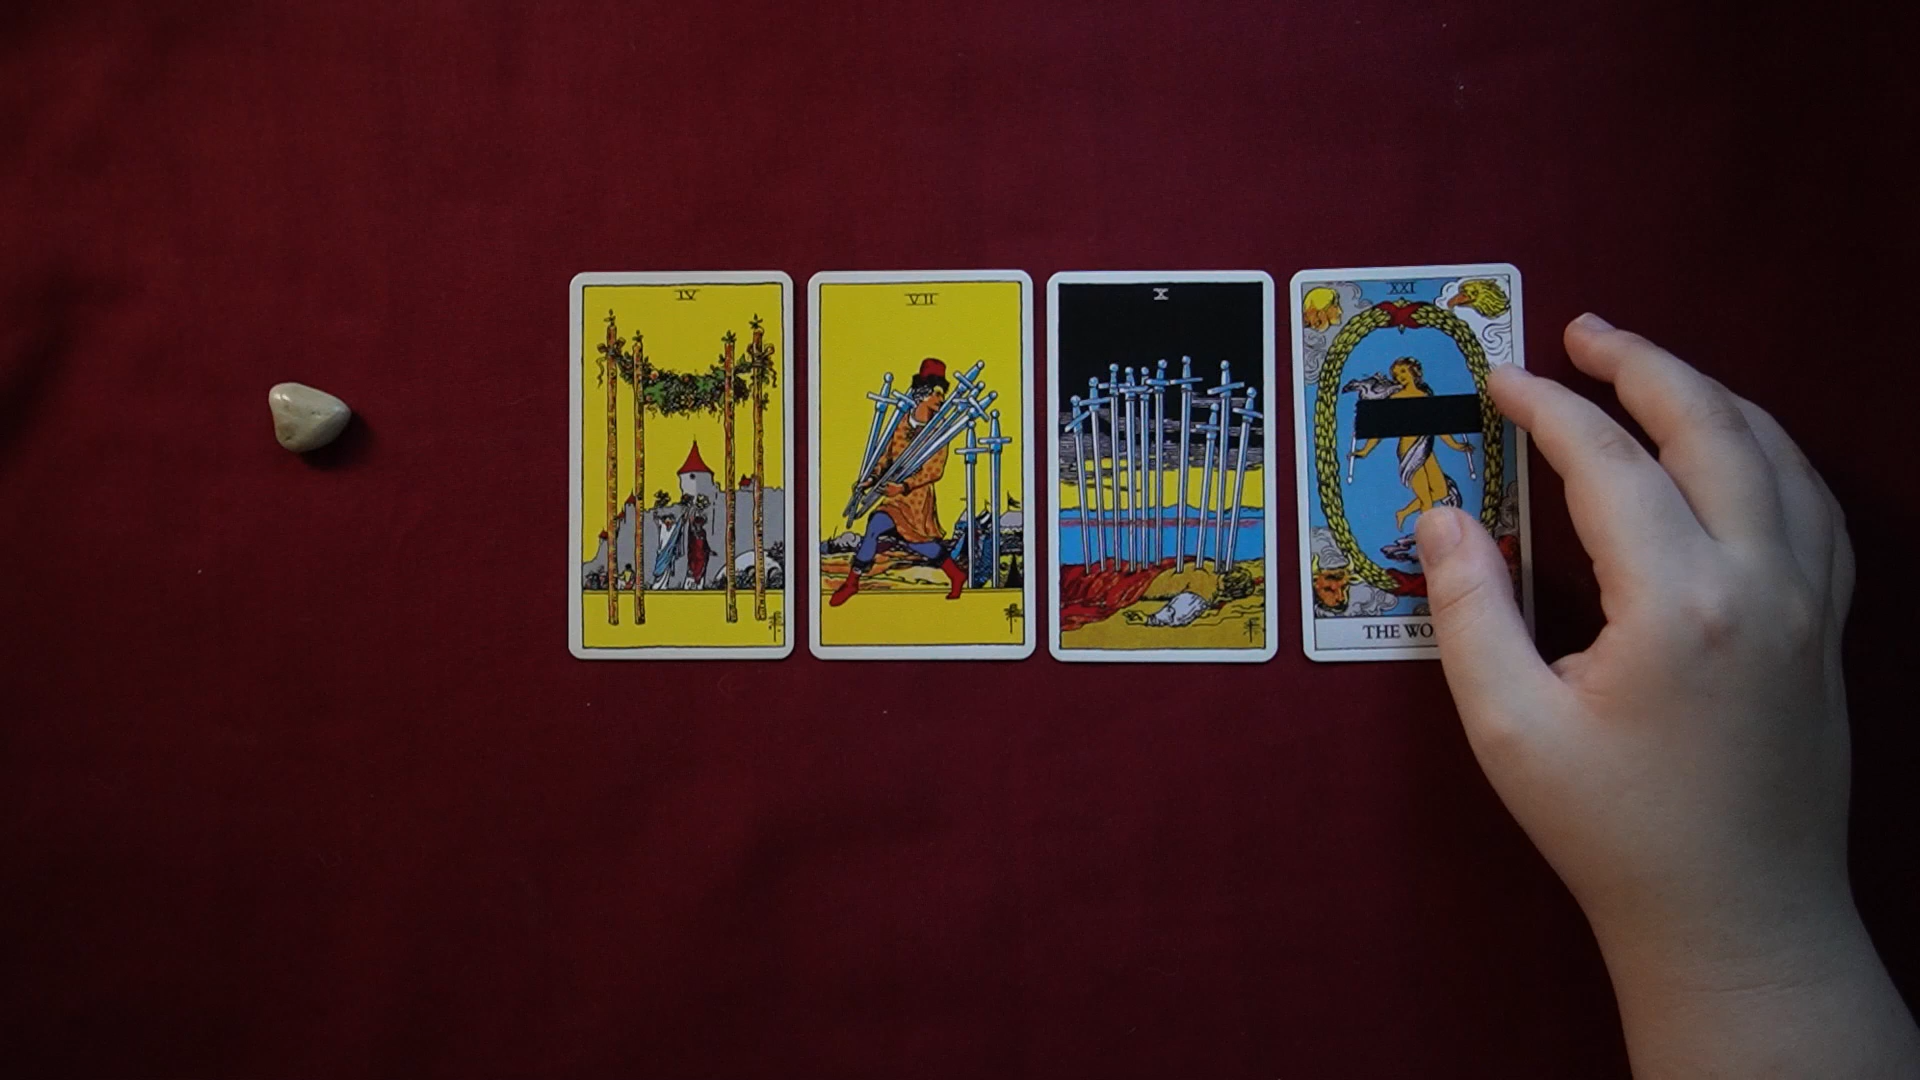 IV
VII
X
XXI
THE WO